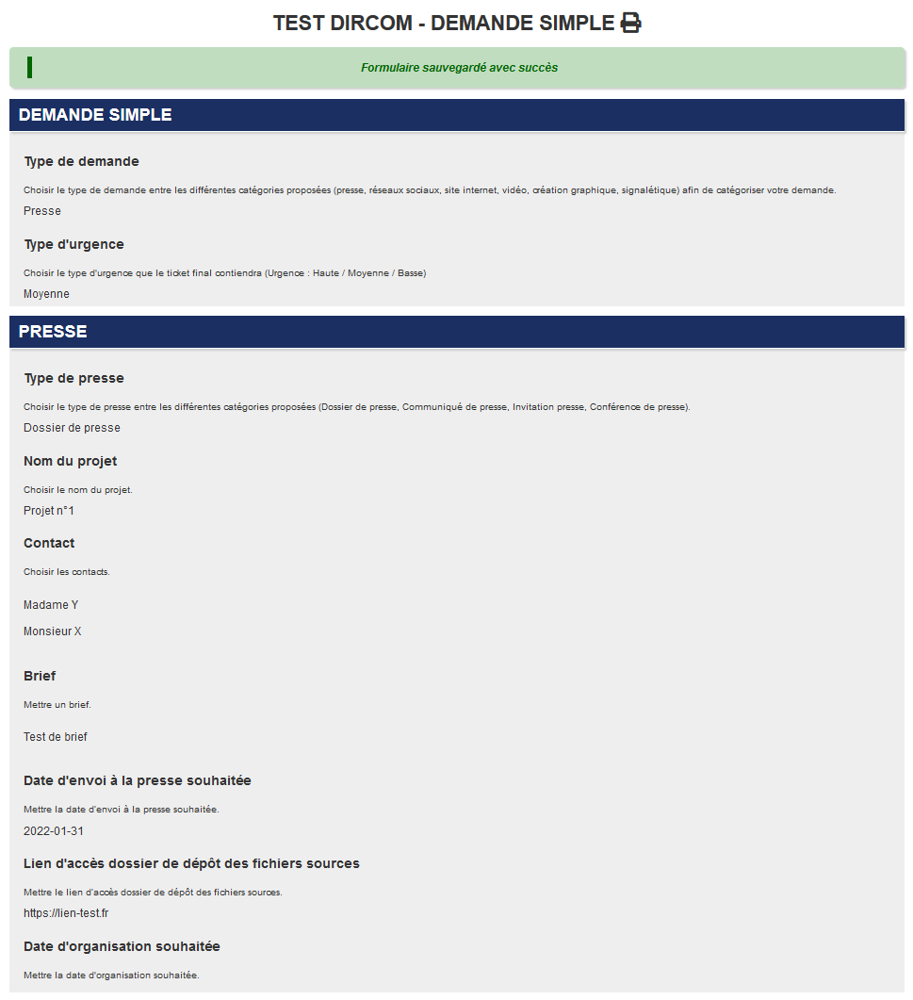 TEST DIRCOM - DEMANDE SIMPLE
Formulaire sauvegardé avec succès
DEMANDE SIMPLE
Type de demande
Choisir le type de demande entre les différentes catégories proposées (presse, réseaux sociaux, site internet, vidéo, création graphique, signalétique) afin de catégoriser votre demande.
Presse
Type d'urgence
Choisir le type d'urgence que le ticket final contiendra (Urgence : Haute / Moyenne / Basse)
Moyenne
PRESSE
Type de presse
Choisir le type de presse entre les différentes catégories proposées (Dossier de presse, Communiqué de presse, Invitation presse, Conférence de presse).
Dossier de presse
Nom du projet
Choisir le nom du projet.
Projet n°1
Contact
Choisir les contacts.
Madame Y
Monsieur X
Brief
Mettre un brief.
Test de brief
Date d'envoi à la presse souhaitée
Mettre la date d'envoi à la presse souhaitée.
2022-01-31
Lien d'accès dossier de dépôt des fichiers sources
Mettre le lien d'accès dossier de dépôt des fichiers sources.
https://lien-test.fr
Date d'organisation souhaitée
Mettre la date d'organisation souhaitée.